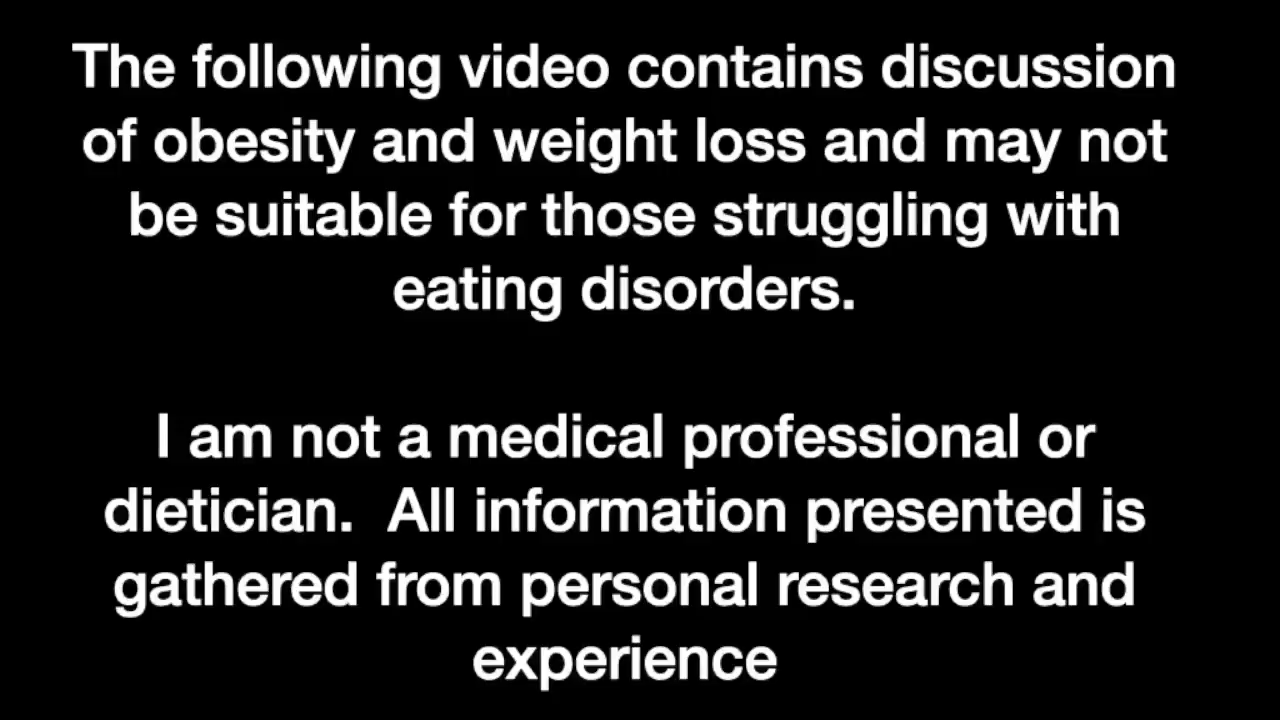 The following video contains discussion
of obesity and weight loss and may not
be suitable for those struggling with
eating disorders.
I am not a medical professional or
dietician.  All information presented is
gathered from personal research and
experience